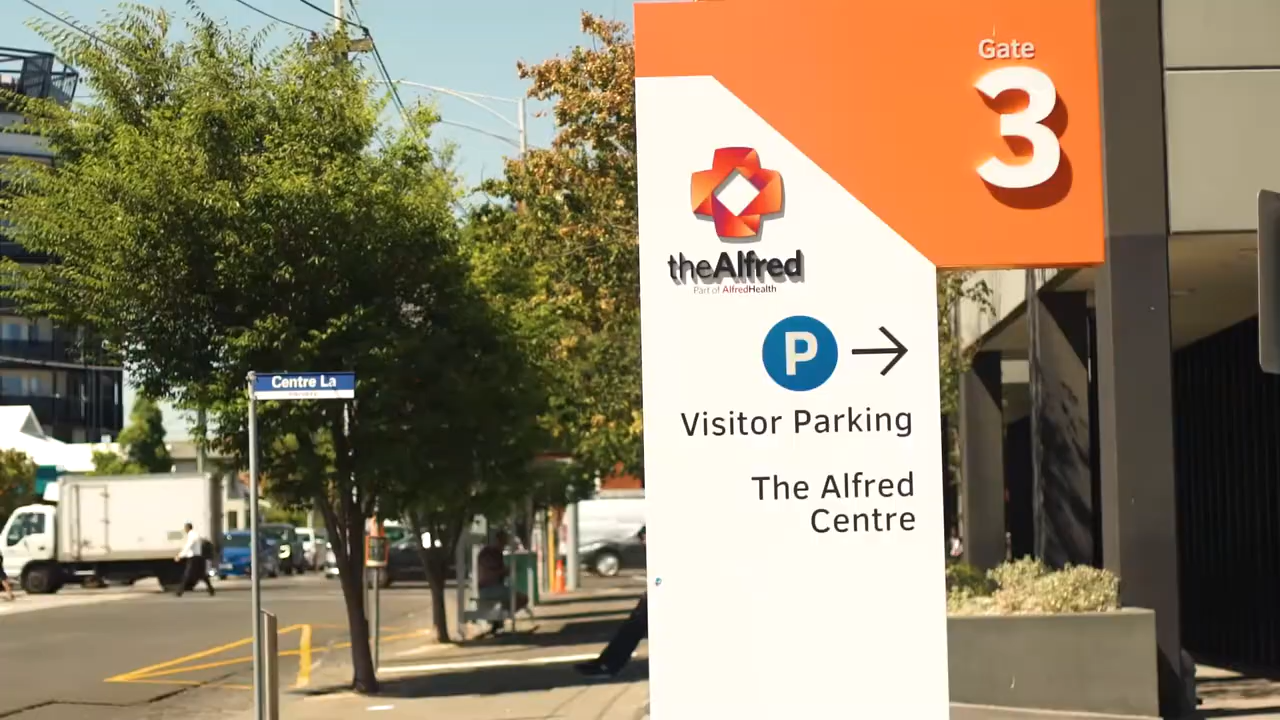 Gate
3
theAlfred
Part of AlfredHealth
P
Visitor Parking
The Alfred
Centre
Centre La